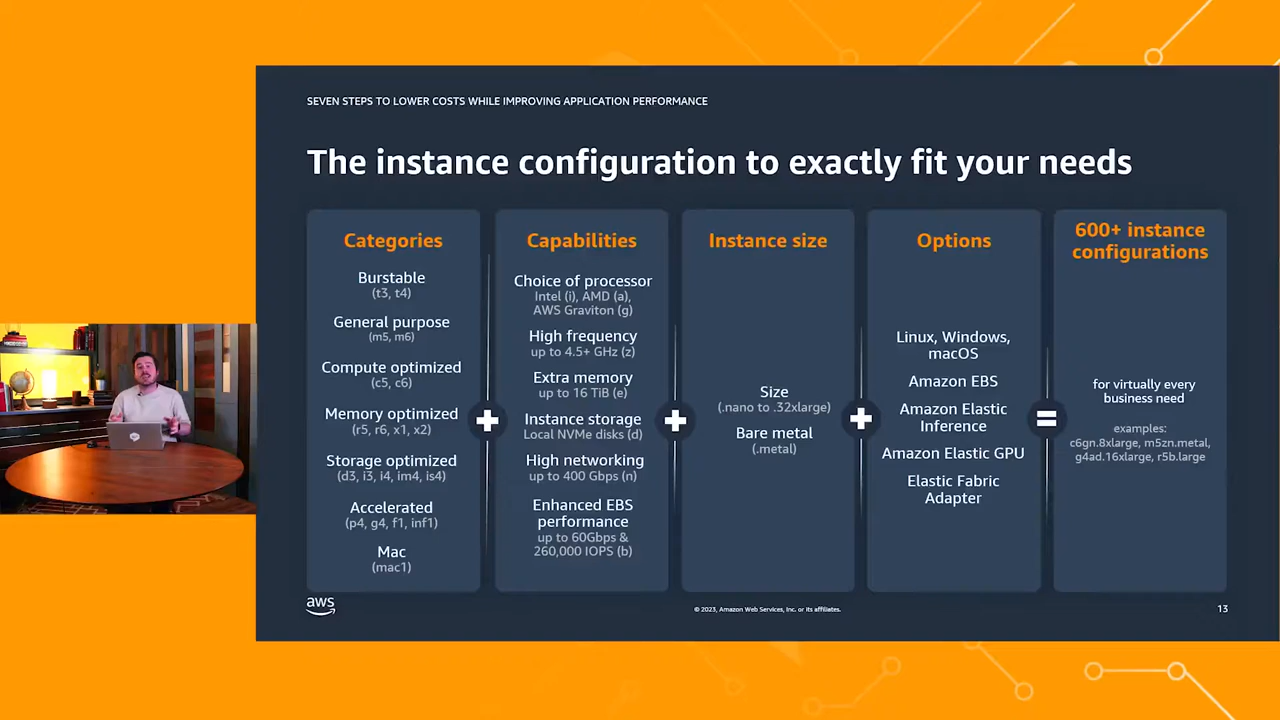 SEVEN STEPS TO LOWER COSTS WHILE IMPROVING APPLICATION PERFORMANCE
The instance configuration to exactly fit your needs
Categories
Burstable
(t3, t4)
General purpose
(m5, m6)
Compute optimized
(c5, c6)
Memory optimized
(r5, r6, x1, x2)
Storage optimized
(d3, i3, i4, im4, is4)
Accelerated
(p4, g4, f1, inf1)
Mac
(mac1)
Capabilities
Choice of processor
Intel (i), AMD (a),
AWS Graviton (g)
High frequency
up to 4.5+ GHz (z)
Extra memory
up to 16 TiB (e)
Instance storage
Local NVMe disks (d)
High networking
up to 400 Gbps (n)
Enhanced EBS
performance
up to 60Gbps &
260,000 IOPS (b)
Instance size
Size
(.nano to .32xlarge)
Bare metal
(.metal)
Options
Linux, Windows,
macOS
Amazon EBS
Amazon Elastic
Inference
Amazon Elastic GPU
Elastic Fabric
Adapter
600+ instance
configurations
for virtually every
business need
examples:
c6gn.8xlarge, m5zn.metal,
g4ad.16xlarge, r5b.large
aws
© 2023, Amazon Web Services, Inc. or its affiliates.
13